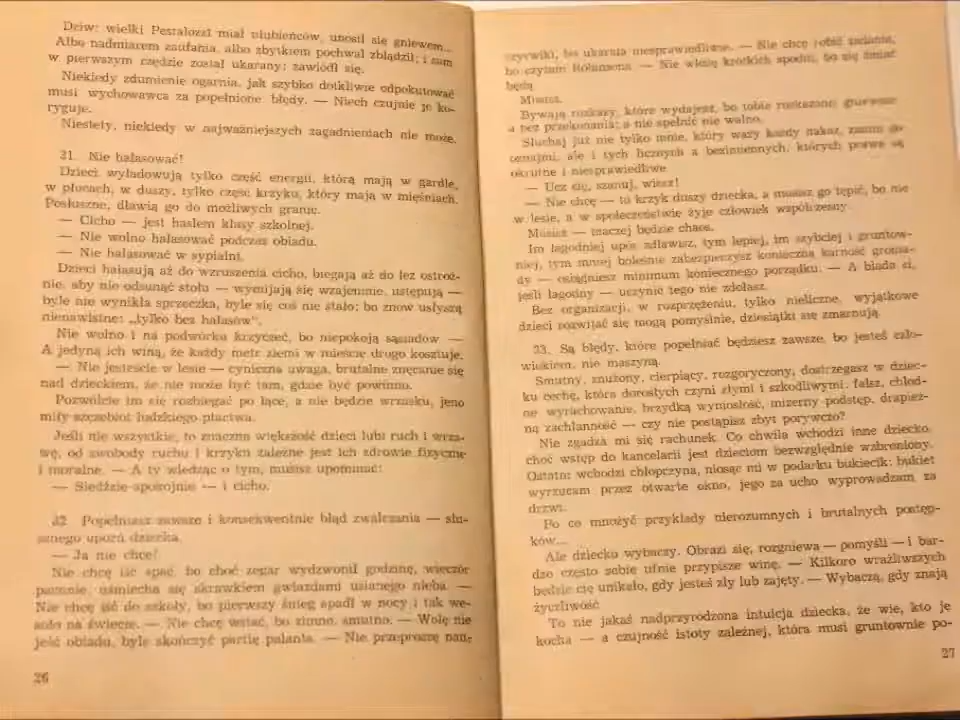 Dziw: wielki Pestalozzi miał ulubieńców, unosił się gniewem...
Albo nadmiarem zaufania, albo zbytkiem pochwał zbłądził; i sam
w pierwszym rzędzie został ukarany: zawiódł się.
Niekiedy zdumienie ogarnia, jak szybko dotkliwie odpokutować
musi wychowawca za popełnione błędy. — Niech czujnie je ko-
ryguje.
Niestety, niekiedy w najważniejszych zagadnieniach nie może.
21. Nie hałasować!
Dzieci wyładowują tylko część energii, którą mają w gardle,
w płucach, w duszy, tylko część krzyku, który mają w mięśniach.
Posłuszne, dławią go do możliwych granic.
— Cicho — jest hasłem klasy szkolnej.
— Nie wolno hałasować podczas obiadu.
— Nie hałasować w sypialni.
Dzieci hałasują aż do wzruszenia cicho, biegają aż do łez ostroż-
nie, aby nie odsunąć stołu — wymijają się wzajemnie, ustępują —
byle nie wynikła sprzeczka, byle się coś nie stało; bo znów usłyszą
nienawistne: „tylko bez hałasów”.
Nie wolno i na podwórku krzyczeć, bo niepokoją sąsiadów —
A jedyną ich winą, że każdy metr ziemi w mieście drogo kosztuje.
— Nie jesteście w lesie — cyniczna uwaga, brutalne znęcanie się
nad dzieckiem, że nie może być tam, gdzie być powinno.
Pozwólcie im się rozbiegać po łące, a nie będzie wrzasku, jeno
miły szczebiot ludzkiego ptactwa.
Jeśli nie wszystkie, to znaczna większość dzieci lubi ruch i wrza-
wę, od swobody ruchu i krzyku zależne jest ich zdrowie fizyczne
i moralne. — A ty wiedząc o tym, musisz upominać:
— Siedźcie spokojnie — i cicho.
22. Popełniasz zawsze i konsekwentnie błąd zwalczania — słu-
sznego uporu dziecka.
— Ja nie chcę!
Nie chcę iść spać, bo choć zegar wydzwonił godzinę, wieczór
pachnie, uśmiecha się skrawkiem gwiazdami usianego nieba. —
Nie chcę iść do szkoły, bo pierwszy śnieg spadł w nocy i tak we-
soło na świecie. — Nie chcę wstać, bo zimno, smutno. — Wolę nie
jeść obiadu, byle skończyć partię palanta. — Nie przeproszę nau-
26
czycielki, bo ukarała niesprawiedliwie. — Nie chcę robić zadania,
bo czytam Robinsona. — Nie włożę krótkich spodni, bo się śmiać
będą.
Musisz.
Bywają rozkazy, które wydajesz, bo tobie rozkazano, gniewnie
a bez przekonania; a nie spełnić nie wolno.
Słuchaj już nie tylko mnie, który waży każdy nakaz, zanim
ale i tych licznych a bezimiennych, których prawa są
okrutne i niesprawiedliwe.
— Ucz się, szanuj, wierz!
— Nie chcę — to krzyk duszy dziecka, a musisz go tępić, bo nie
w lesie, a w społeczeństwie żyje człowiek współczesny.
Musisz — inaczej będzie chaos.
Im łagodniej upór zdławisz, tym lepiej, im szybciej i gruntow-
niej, tym mniej boleśnie zabezpieczysz konieczną karność groma-
dy — osiągniesz minimum koniecznego porządku. — A biada ci,
jeśli łagodny — uczynić tego nie zdołasz.
Bez organizacji, w rozprzężeniu, tylko nieliczne, wyjątkowe
dzieci rozwijać się mogą pomyślnie, dziesiątki się zmarnują.
23. Są błędy, które popełniać będziesz zawsze, bo jesteś czło-
wiekiem, nie maszyną.
Smutny, znużony, cierpiący, rozgoryczony, dostrzegasz w dziec-
ku cechę, która dorosłych czyni złymi i szkodliwymi: fałsz, chłod-
ne wyrachowanie, brzydką wyniosłość, mizerny podstęp, drapież-
ną zachłanność — czy nie postąpisz zbyt porywczo?
Nie zgadza mi się rachunek. Co chwila wchodzi inne dziecko,
choć wstęp do kancelarii jest dzieciom bezwzględnie wzbroniony.
Ostatni wchodzi chłopczyna, niosąc mi w podarku bukiecik: bukiet
wyrzucam przez otwarte okno, jego za ucho wyprowadzam za
drzwi.
Po co mnożyć przykłady nierozumnych i brutalnych postęp-
ków...
Ale dziecko wybaczy. Obrazi się, rozgniewa — pomyśli — i bar-
dzo często sobie ufnie przypisze winę. — Kilkoro wrażliwszych
będzie cię unikało, gdy jesteś zły lub zajęty. — Wybaczą, gdy znają
życzliwość.
To nie jakaś nadprzyrodzona intuicja dziecka, że wie, kto je
kocha — a czujność istoty zależnej, która musi gruntownie po-
27